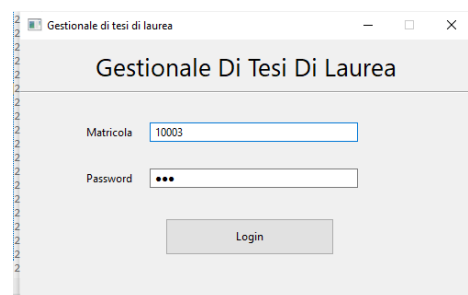 Gestionale di tesi di laurea
Gestionale Di Tesi Di Laurea
Matricola 10003
Password ●●●
Login